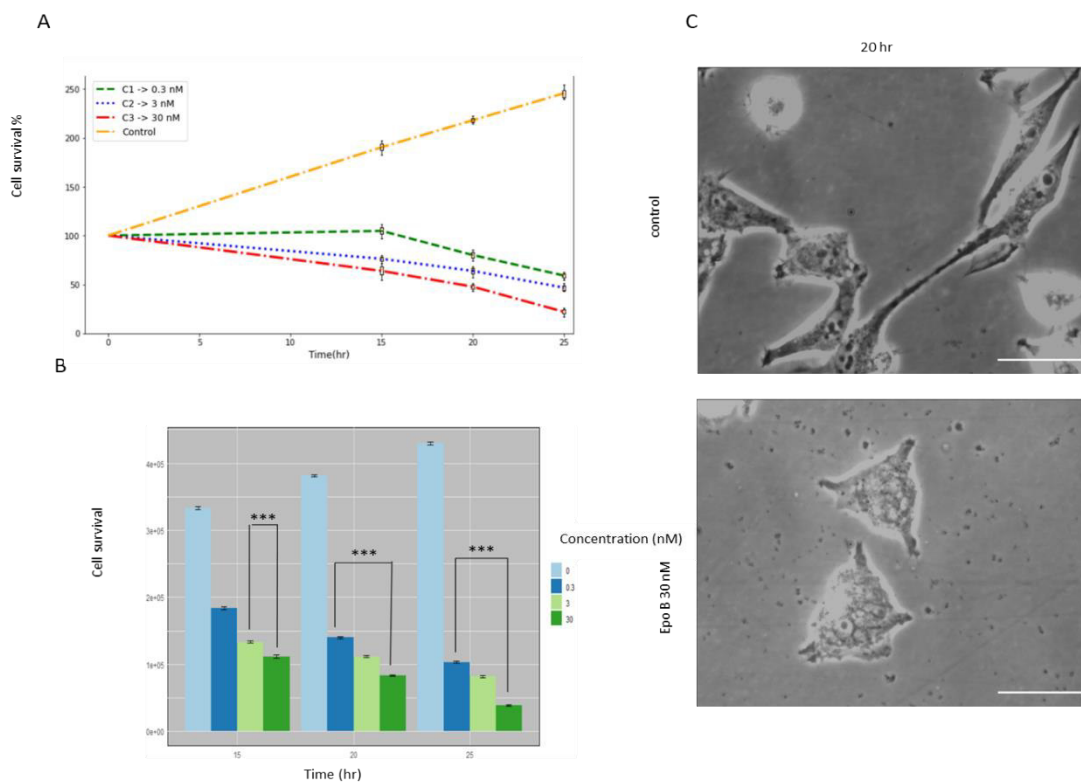 A
Cell survival%
250
200
150
100
50
0
C1 -> 0.3 nM
C2 -> 3 nM
C3 -> 30 nM
Control
0
5
10
15
20
25
Time(hr)
B
Cell survival
4e+05
3e+05
2e+05
1e+05
0e+00
***
***
***
15
20
25
Time (hr)
Concentration (nM)
0
0.3
3
30
C
20 hr
control
Epo B 30 nM